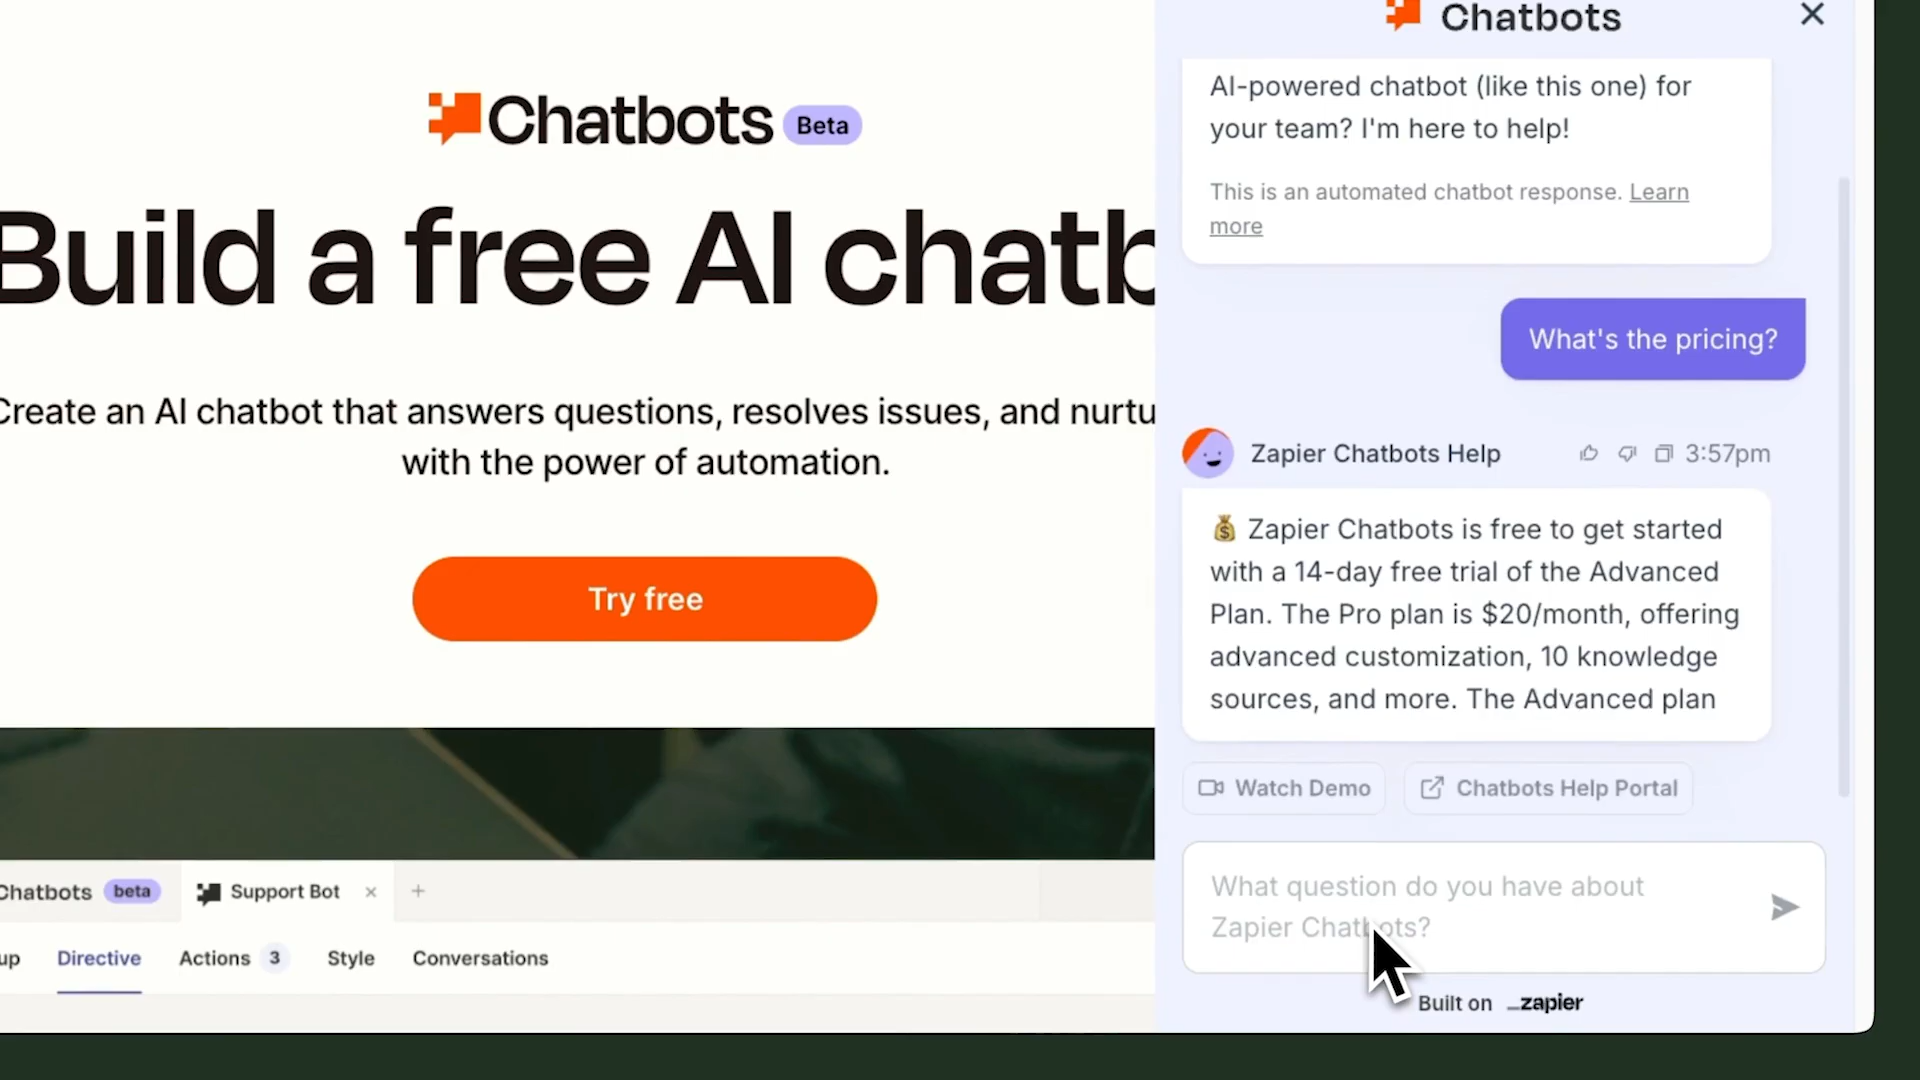 Chatbots Beta
Build a free AI chatb
Create an AI chatbot that answers questions, resolves issues, and nurtu
with the power of automation.
Try free
Chatbots beta
Support Bot
up
Directive
Actions 3
Style
Conversations
Chatbots
AI-powered chatbot (like this one) for
your team? I'm here to help!
This is an automated chatbot response. Learn
more
What's the pricing?
Zapier Chatbots Help
3:57pm
💰 Zapier Chatbots is free to get started
with a 14-day free trial of the Advanced
Plan. The Pro plan is $20/month, offering
advanced customization, 10 knowledge
sources, and more. The Advanced plan
Watch Demo
Chatbots Help Portal
What question do you have about
Zapier Chatbots?
Built on _zapier